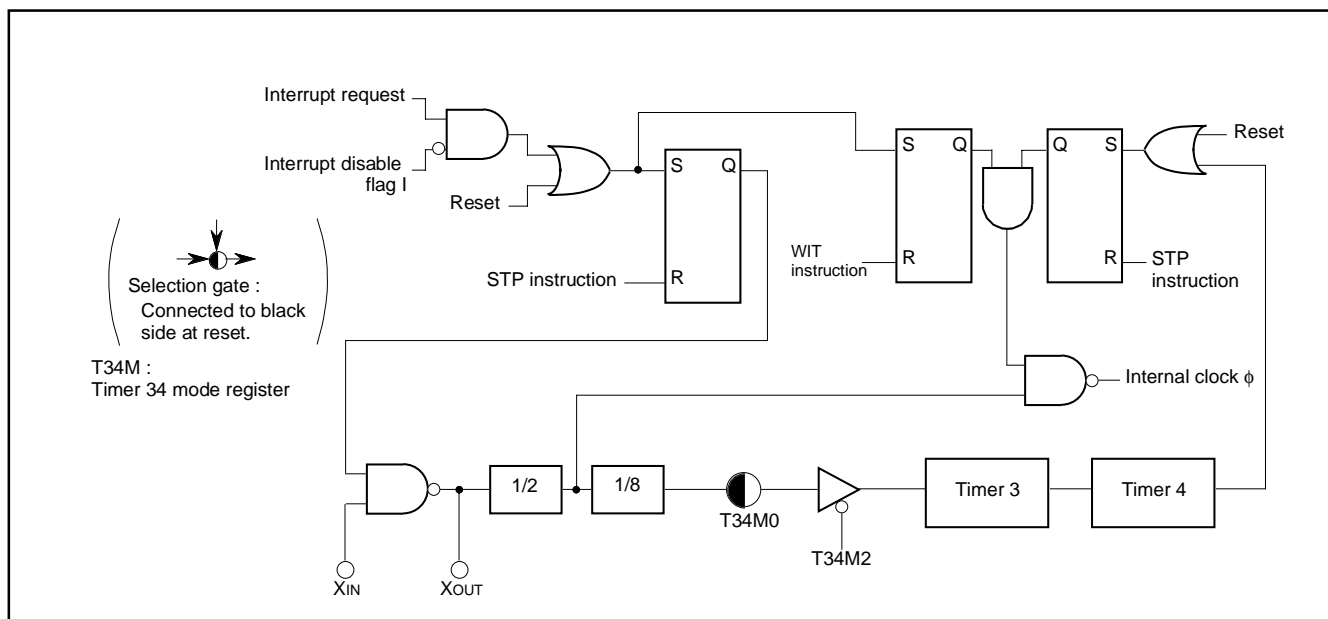 Interrupt request
Interrupt disable
flag I
Reset
S
Q
R
STP instruction
S
Q
R
WIT
instruction
Q
S
R
Reset
STP
instruction
Selection gate :
Connected to black
side at reset.
T34M :
Timer 34 mode register
Internal clock ϕ
1/2
1/8
T34M0
T34M2
Timer 3
Timer 4
XIN
XOUT